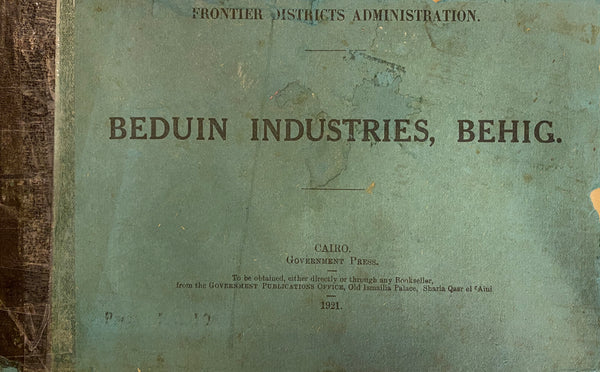 FRONTIER DISTRICTS ADMINISTRATION.
BEDUIN INDUSTRIES, BEHIG.
CAIRO.
GOVERNMENT PRESS.
To be obtained, either directly or through any Bookseller,
from the GOVERNMENT PUBLICATIONS OFFICE, Old Ismailia Palace, Sharia Qasr el ʿAini
1921.